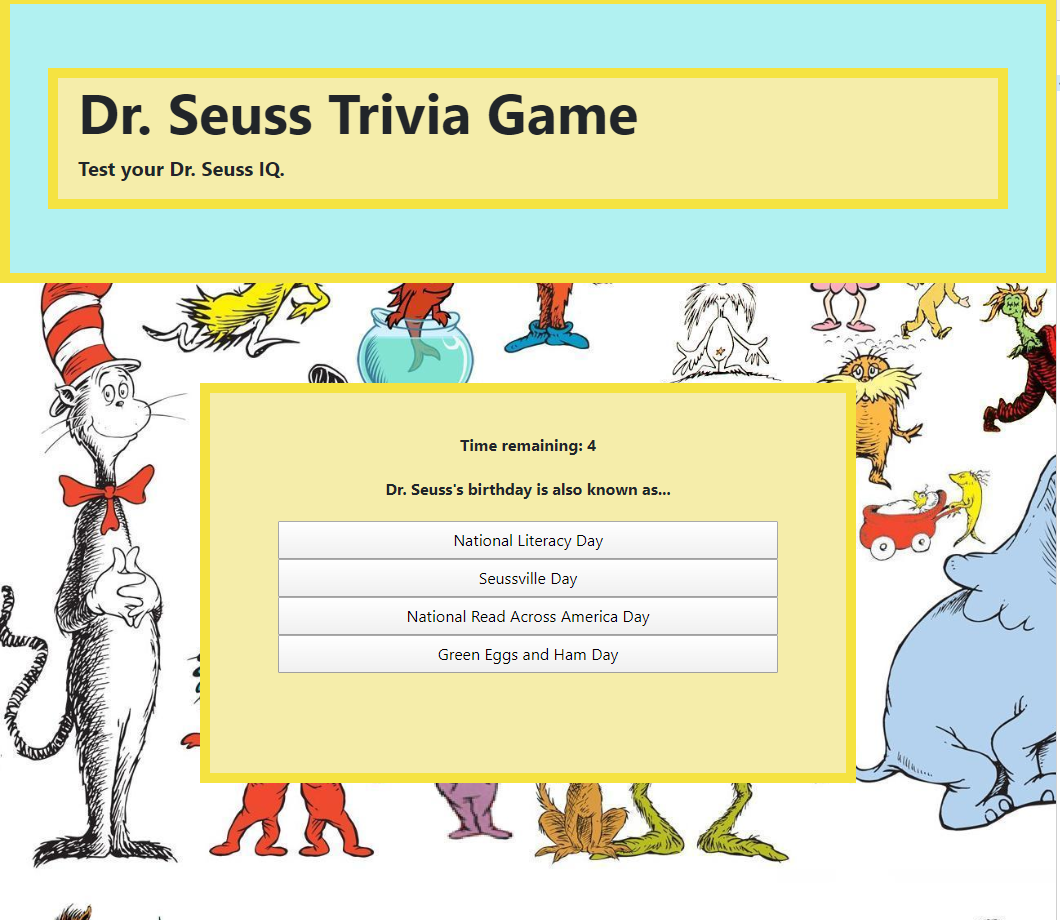 Dr. Seuss Trivia Game
Test your Dr. Seuss IQ.
Time remaining: 4
Dr. Seuss's birthday is also known as...
National Literacy Day
Seussville Day
National Read Across America Day
Green Eggs and Ham Day